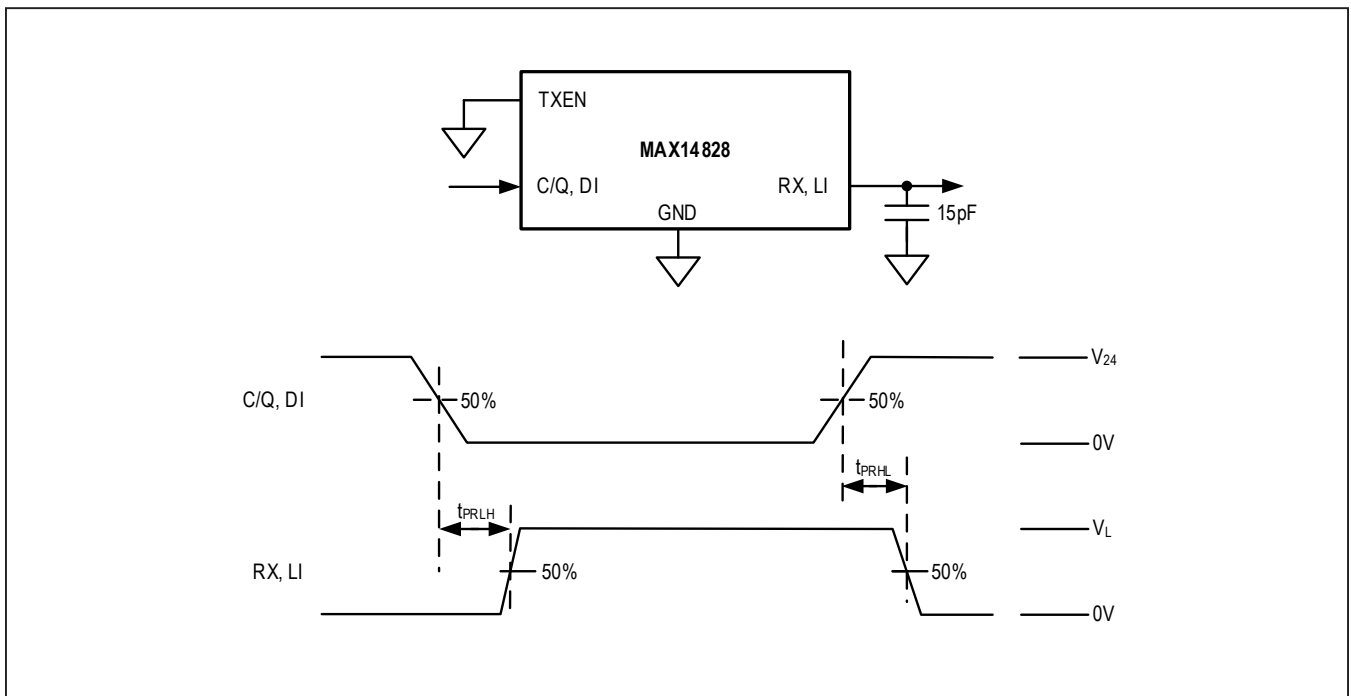 TXEN
MAX14828
C/Q, DI
RX, LI
GND
15pF
V24
C/Q, DI
50%
50%
0V
tPRHL
tPRLH
VL
RX, LI
50%
50%
0V